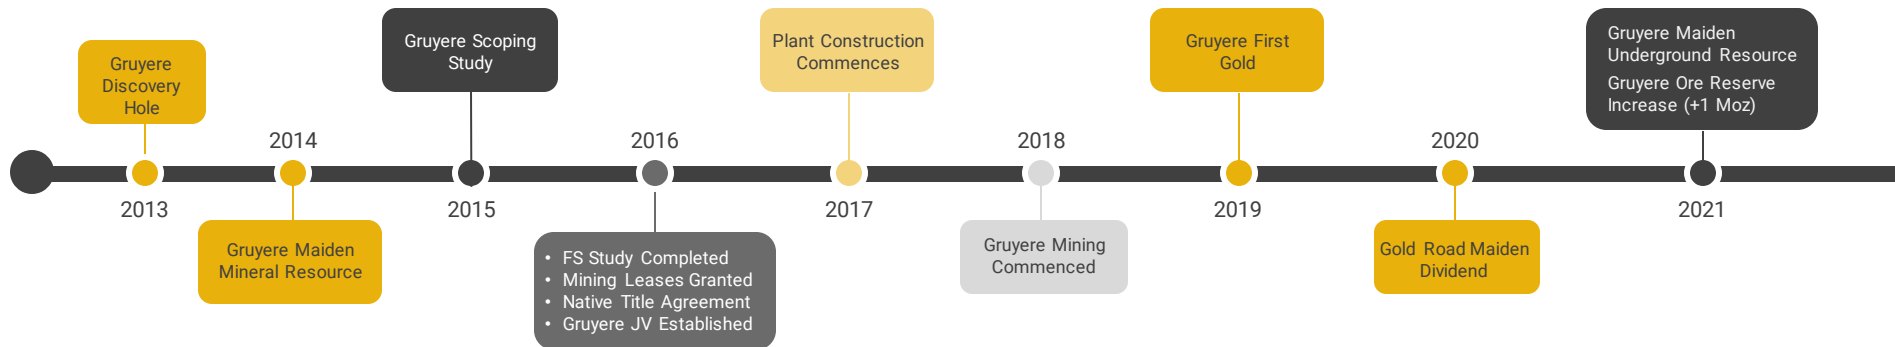 Gruyere
Discovery
Hole
2013
2014
Gruyere Maiden
Mineral Resource
Gruyere Scoping
Study
2015
2016
• FS Study Completed
• Mining Leases Granted
• Native Title Agreement
• Gruyere JV Established
Plant Construction
Commences
2017
2018
Gruyere Mining
Commenced
Gruyere First
Gold
2019
2020
Gold Road Maiden
Dividend
Gruyere Maiden
Underground Resource
Gruyere Ore Reserve
Increase (+1 Moz)
2021